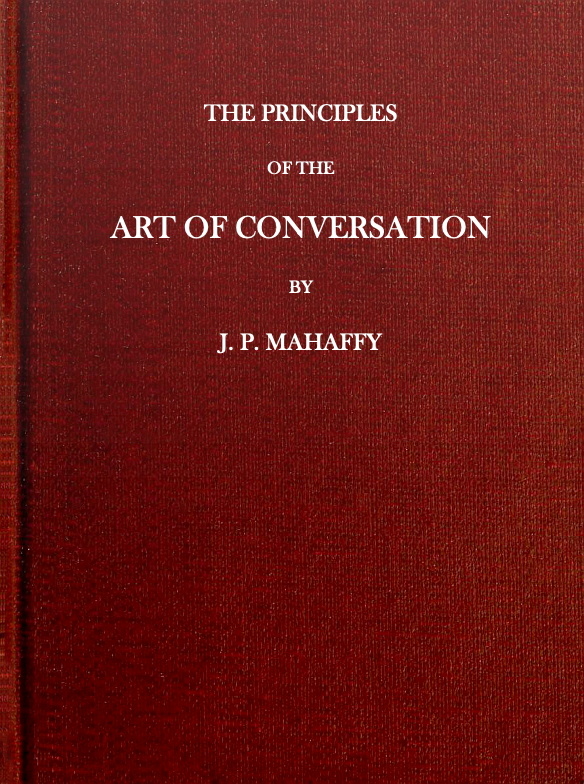 THE PRINCIPLES
OF THE
ART OF CONVERSATION
BY
J. P. MAHAFFY